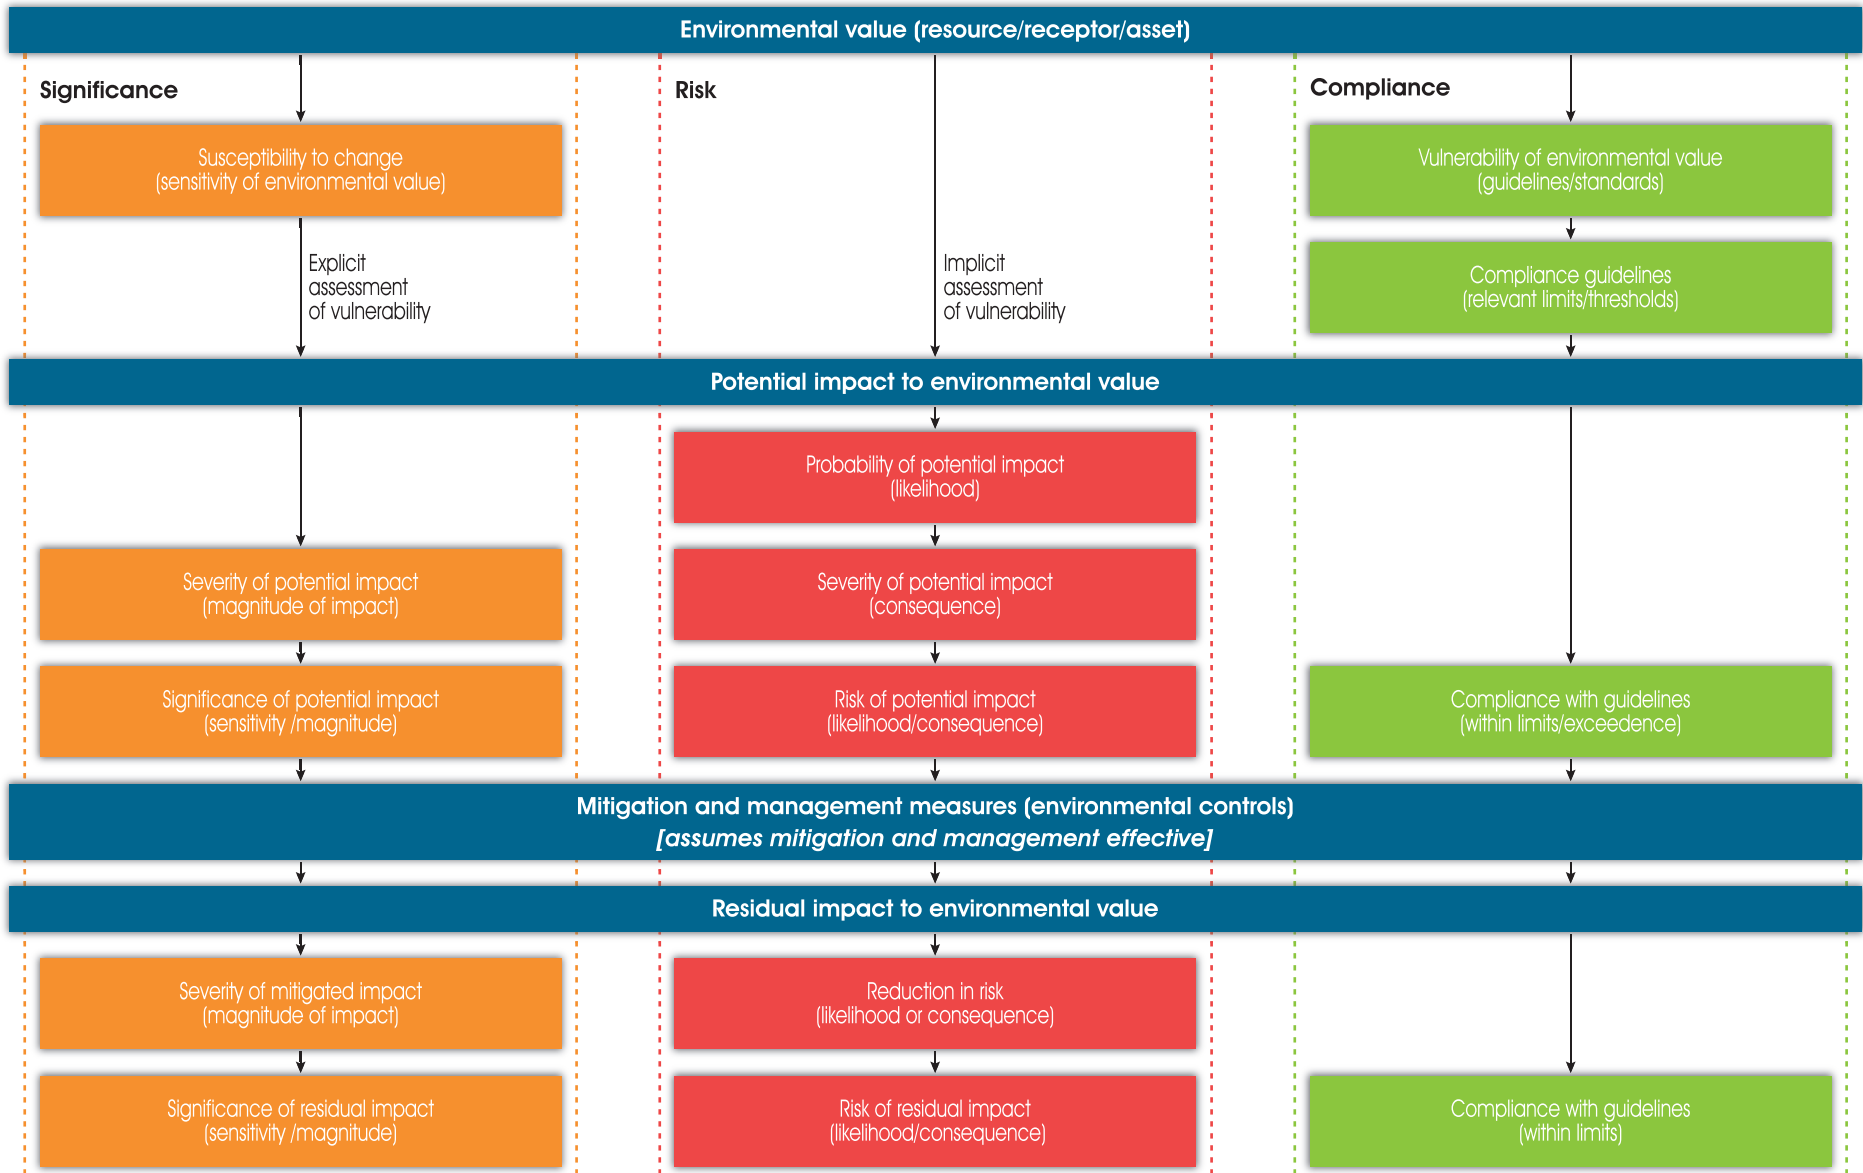 Environmental value (resource/receptor/asset)
Significance
Risk
Compliance
Susceptibility to change
(sensitivity of environmental value)
Vulnerability of environmental value
(guidelines/standards)
Explicit
assessment
of vulnerability
Implicit
assessment
of vulnerability
Compliance guidelines
(relevant limits/thresholds)
Potential impact to environmental value
Probability of potential impact
(likelihood)
Severity of potential impact
(magnitude of impact)
Severity of potential impact
(consequence)
Significance of potential impact
(sensitivity /magnitude)
Risk of potential impact
(likelihood/consequence)
Compliance with guidelines
(within limits/exceedence)
Mitigation and management measures (environmental controls)
[assumes mitigation and management effective]
Residual impact to environmental value
Severity of mitigated impact
(magnitude of impact)
Reduction in risk
(likelihood or consequence)
Significance of residual impact
(sensitivity /magnitude)
Risk of residual impact
(likelihood/consequence)
Compliance with guidelines
(within limits)